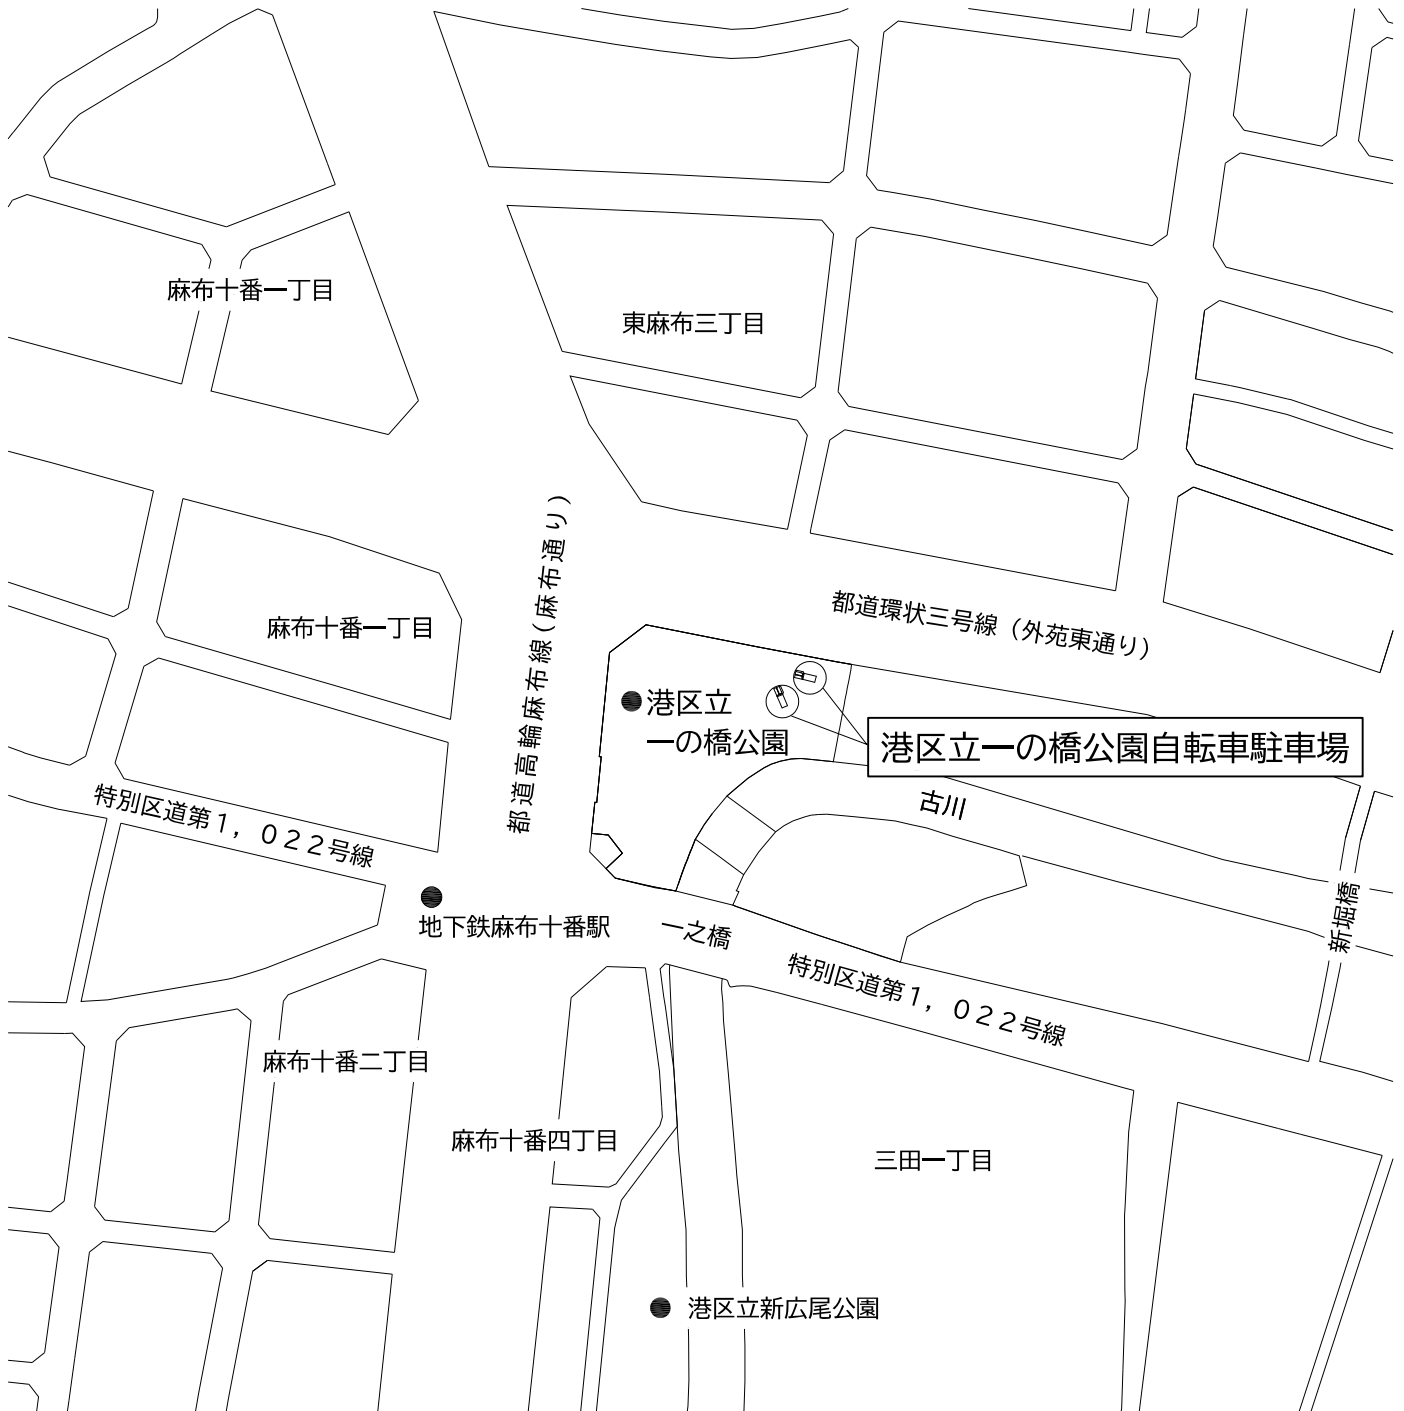 麻布十番一丁目
東麻布三丁目
都道高輪麻布線(麻布通り)
都道環状三号線（外苑東通り）
麻布十番一丁目
港区立
一の橋公園
港区立一の橋公園自転車駐車場
特別区道第１，０２２号線
古川
新堀橋
地下鉄麻布十番駅
一之橋
特別区道第１，０２２号線
麻布十番二丁目
麻布十番四丁目
三田一丁目
港区立新広尾公園